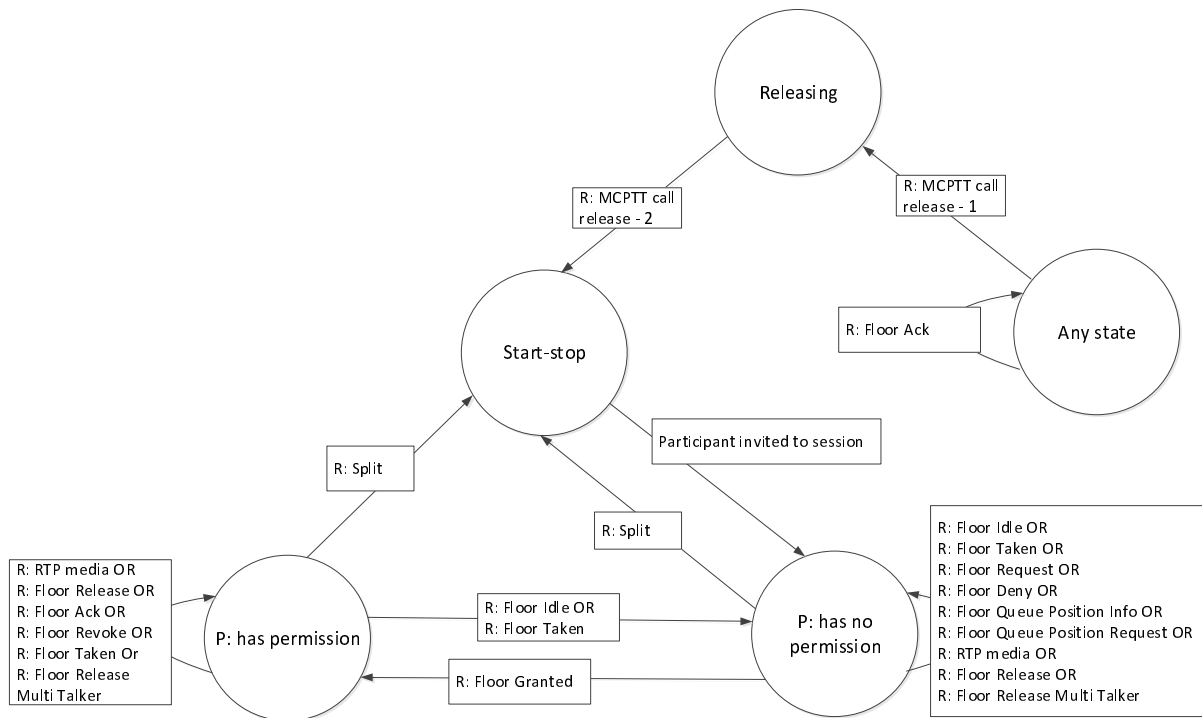 Releasing
R: MCPTT call
release - 2
R: MCPTT call
release - 1
R: Floor Ack
Any state
Start-stop
Participant invited to session
R: Split
R: Split
R: RTP media OR
R: Floor Release OR
R: Floor Ack OR
R: Floor Revoke OR
R: Floor Taken Or
R: Floor Release
Multi Talker
P: has permission
R: Floor Idle OR
R: Floor Taken
R: Floor Granted
P: has no
permission
R: Floor Idle OR
R: Floor Taken OR
R: Floor Request OR
R: Floor Deny OR
R: Floor Queue Position Info OR
R: Floor Queue Position Request OR
R: RTP media OR
R: Floor Release OR
R: Floor Release Multi Talker